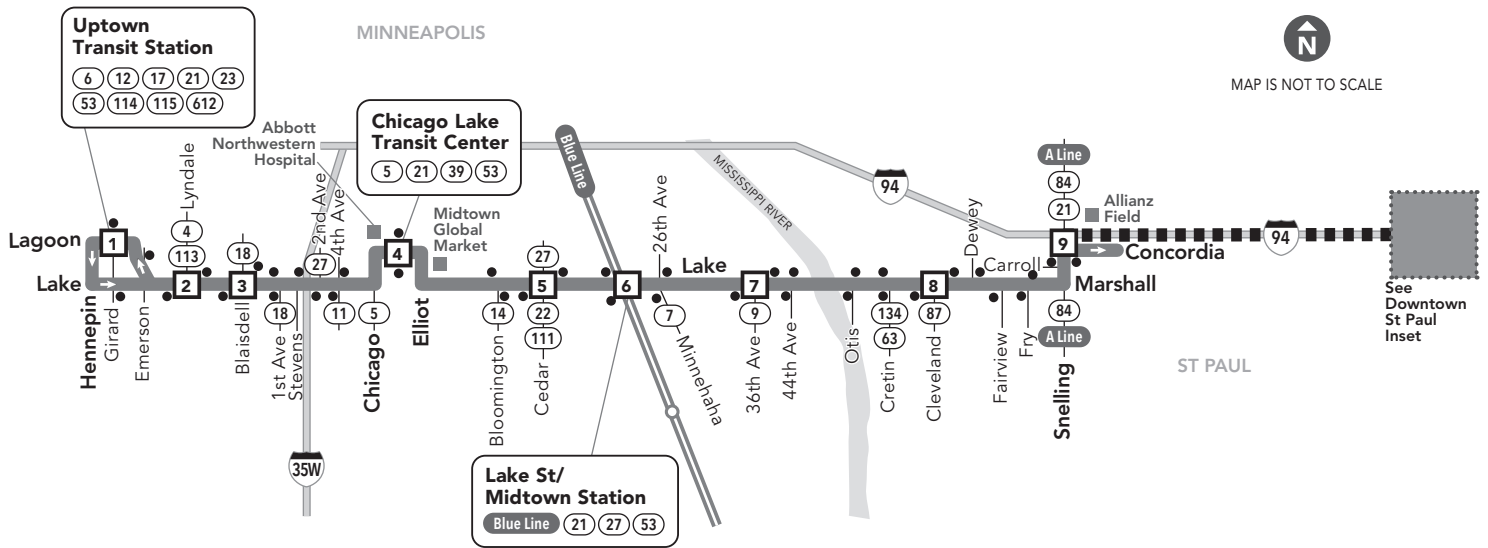 Uptown
Transit Station
6 12 17 21 23
53 114 115 612
MINNEAPOLIS
N
MAP IS NOT TO SCALE
Abbott
Northwestern
Hospital
Chicago Lake
Transit Center
5 21 39 53
Blue Line
MISSISSIPPI RIVER
94
A Line
84
21
Allianz
Field
94
Lagoon
Lake
1
Hennepin
Girard
Emerson
Lyndale
4
113
2
18
3
Blaisdell
18
1st Ave
Stevens
2nd Ave
27
4th Ave
11
35W
5
Chicago
4
Elliot
Midtown
Global
Market
14
Bloomington
27
5
22
111
Cedar
6
26th Ave
Lake
7
Minnehaha
7
9
36th Ave
44th Ave
Otis
134
63
Cretin
8
87
Cleveland
Dewey
Fairview
Fry
Carroll
9
Concordia
Marshall
84
A Line
Snelling
ST PAUL
See
Downtown
St Paul
Inset
Lake St/
Midtown Station
Blue Line 21 27 53